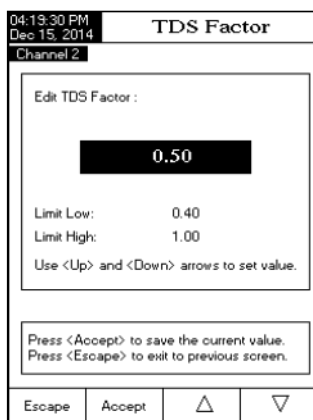 04:19:30 PM
Dec 15, 2014
TDS Factor
Channel 2
Edit TDS Factor :
0.50
Limit Low: 0.40
Limit High: 1.00
Use <Up> and <Down> arrows to set value.
Press <Accept> to save the current value.
Press <Escape> to exit to previous screen.
Escape Accept △ ▽